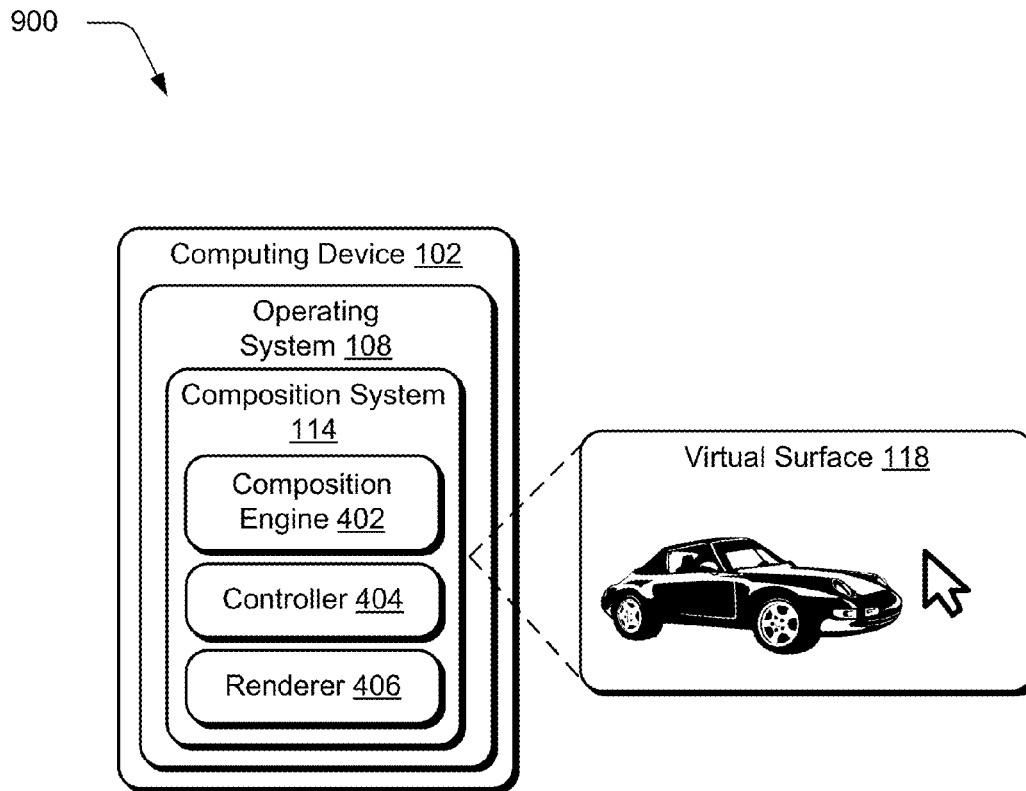 900
Computing Device 102
Operating
System 108
Composition System
114
Composition
Engine 402
Controller 404
Renderer 406
Virtual Surface 118